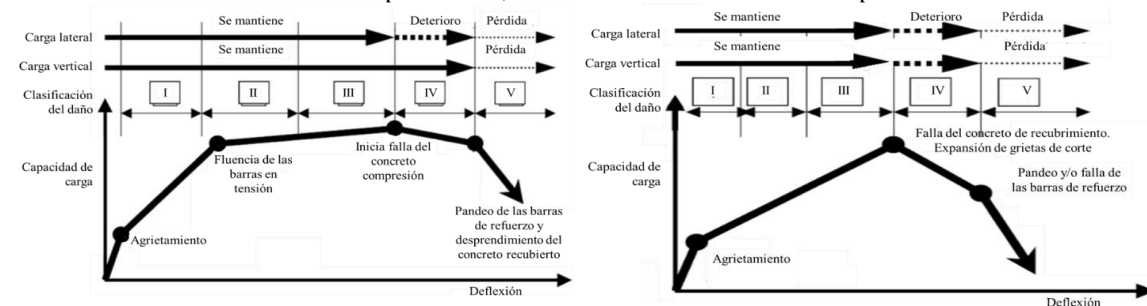 Se mantiene
Deterioro
Pérdida
Carga lateral
Se mantiene
Pérdida
Carga vertical
Clasificación
del daño
I
II
III
IV
V
Capacidad de
carga
Fluencia de las
barras en
tensión
Inicia falla del
concreto
compresión
Agrietamiento
Pandeo de las barras
de refuerzo y
desprendimiento del
concreto recubierto
Deflexión
Se mantiene
Deterioro
Pérdida
Carga lateral
Se mantiene
Pérdida
Carga vertical
Clasificación
del daño
I
II
III
IV
V
Falla del concreto de recubrimiento.
Expansión de grietas de corte
Capacidad de
carga
Pandeo y/o falla de
las barras de refuerzo
Agrietamiento
Deflexión